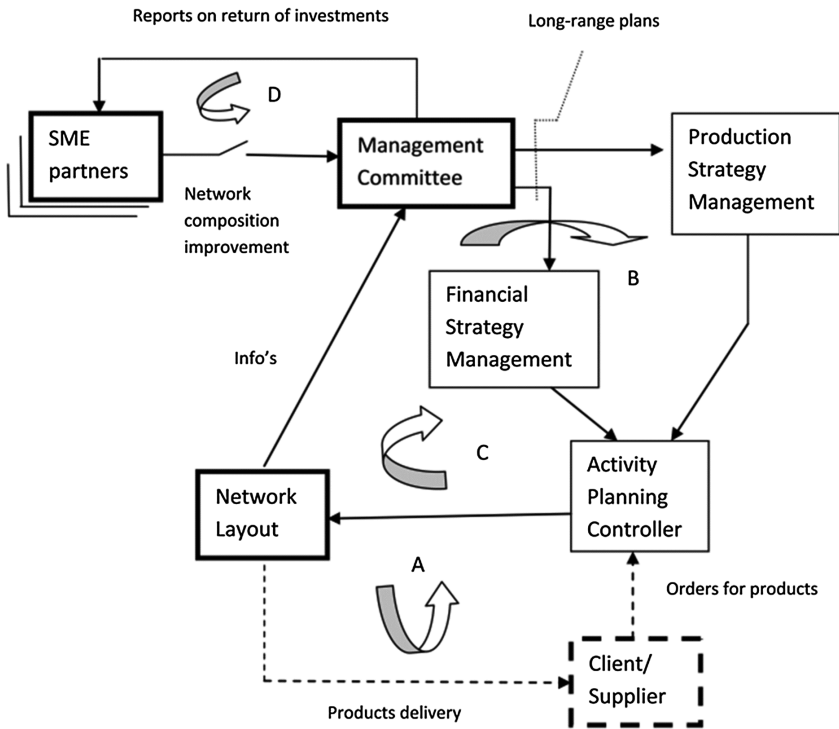 Reports on return of investments
Long-range plans
D
SME
partners
Management
Committee
Production
Strategy
Management
Network
composition
improvement
B
Financial
Strategy
Management
Info's
C
Network
Layout
Activity
Planning
Controller
A
Orders for products
Client/
Supplier
Products delivery